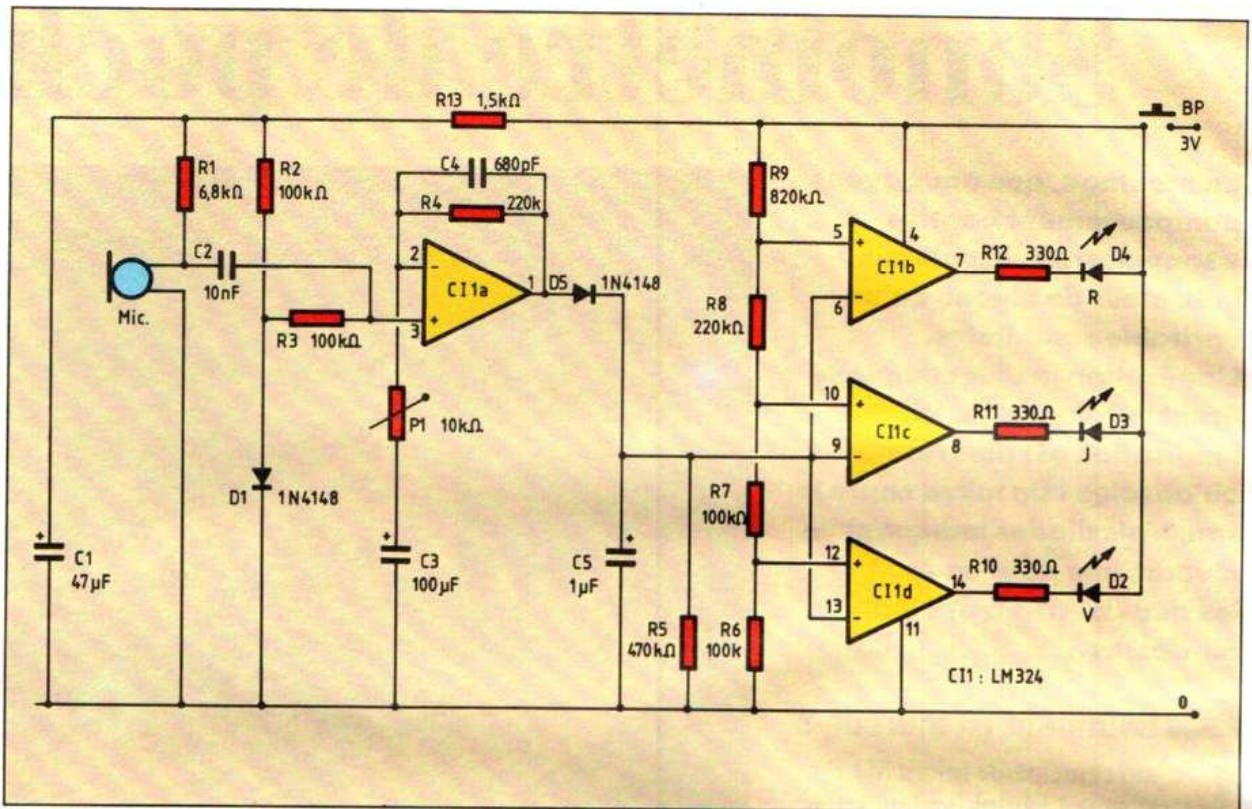 R13 1,5kΩ
BP
3V
C4 680pF
R1
6,8kΩ
R2
100kΩ
R4 220k
R9
820kΩ
C2
10nF
2
-
CI1a
1
D5
1N4148
3
+
5
+
4
CI1b
7
R12 330Ω
D4
6
-
R
Mic.
R3 100kΩ
R8
220kΩ
P1 10kΩ
10
+
CI1c
R11 330Ω
D3
9
-
8
J
D1
1N4148
R7
100kΩ
+
C1
47μF
+
C3
100μF
+
C5
1μF
12
+
CI1d
14
R10 330Ω
D2
13
-
11
V
R5
470kΩ
R6
100k
CI1 : LM324
0